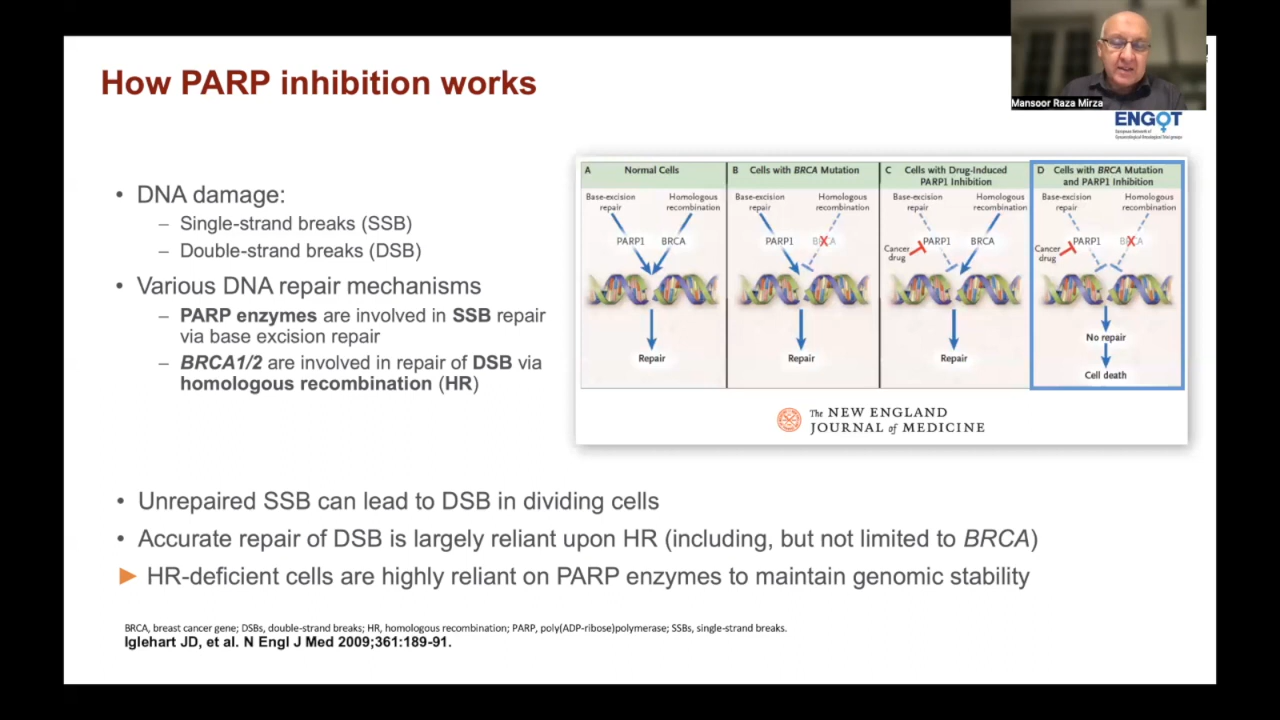 How PARP inhibition works
Mansoor Raza Mirza
ENGOT
European Network of
Gynaecological Oncological Trial groups
• DNA damage:
– Single-strand breaks (SSB)
– Double-strand breaks (DSB)
• Various DNA repair mechanisms
– PARP enzymes are involved in SSB repair
via base excision repair
– BRCA1/2 are involved in repair of DSB via
homologous recombination (HR)
A Normal Cells
Base-excision
repair
Homologous
recombination
PARP1 BRCA
Repair
B Cells with BRCA Mutation
Base-excision
repair
Homologous
recombination
PARP1 BRCA
Repair
C Cells with Drug-Induced
PARP1 Inhibition
Base-excision
repair
Homologous
recombination
Cancer
drug
PARP1 BRCA
Repair
D Cells with BRCA Mutation
and PARP1 Inhibition
Base-excision
repair
Homologous
recombination
Cancer
drug
PARP1 BRCA
No repair
Cell death
The NEW ENGLAND
JOURNAL of MEDICINE
• Unrepaired SSB can lead to DSB in dividing cells
• Accurate repair of DSB is largely reliant upon HR (including, but not limited to BRCA)
► HR-deficient cells are highly reliant on PARP enzymes to maintain genomic stability
BRCA, breast cancer gene; DSBs, double-strand breaks; HR, homologous recombination; PARP, poly(ADP-ribose)polymerase; SSBs, single-strand breaks.
Iglehart JD, et al. N Engl J Med 2009;361:189-91.